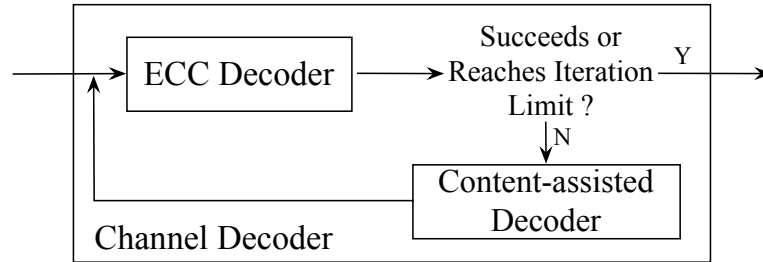 ECC Decoder
Succeeds or
Reaches Iteration
Limit ?
Y
N
Content-assisted
Decoder
Channel Decoder